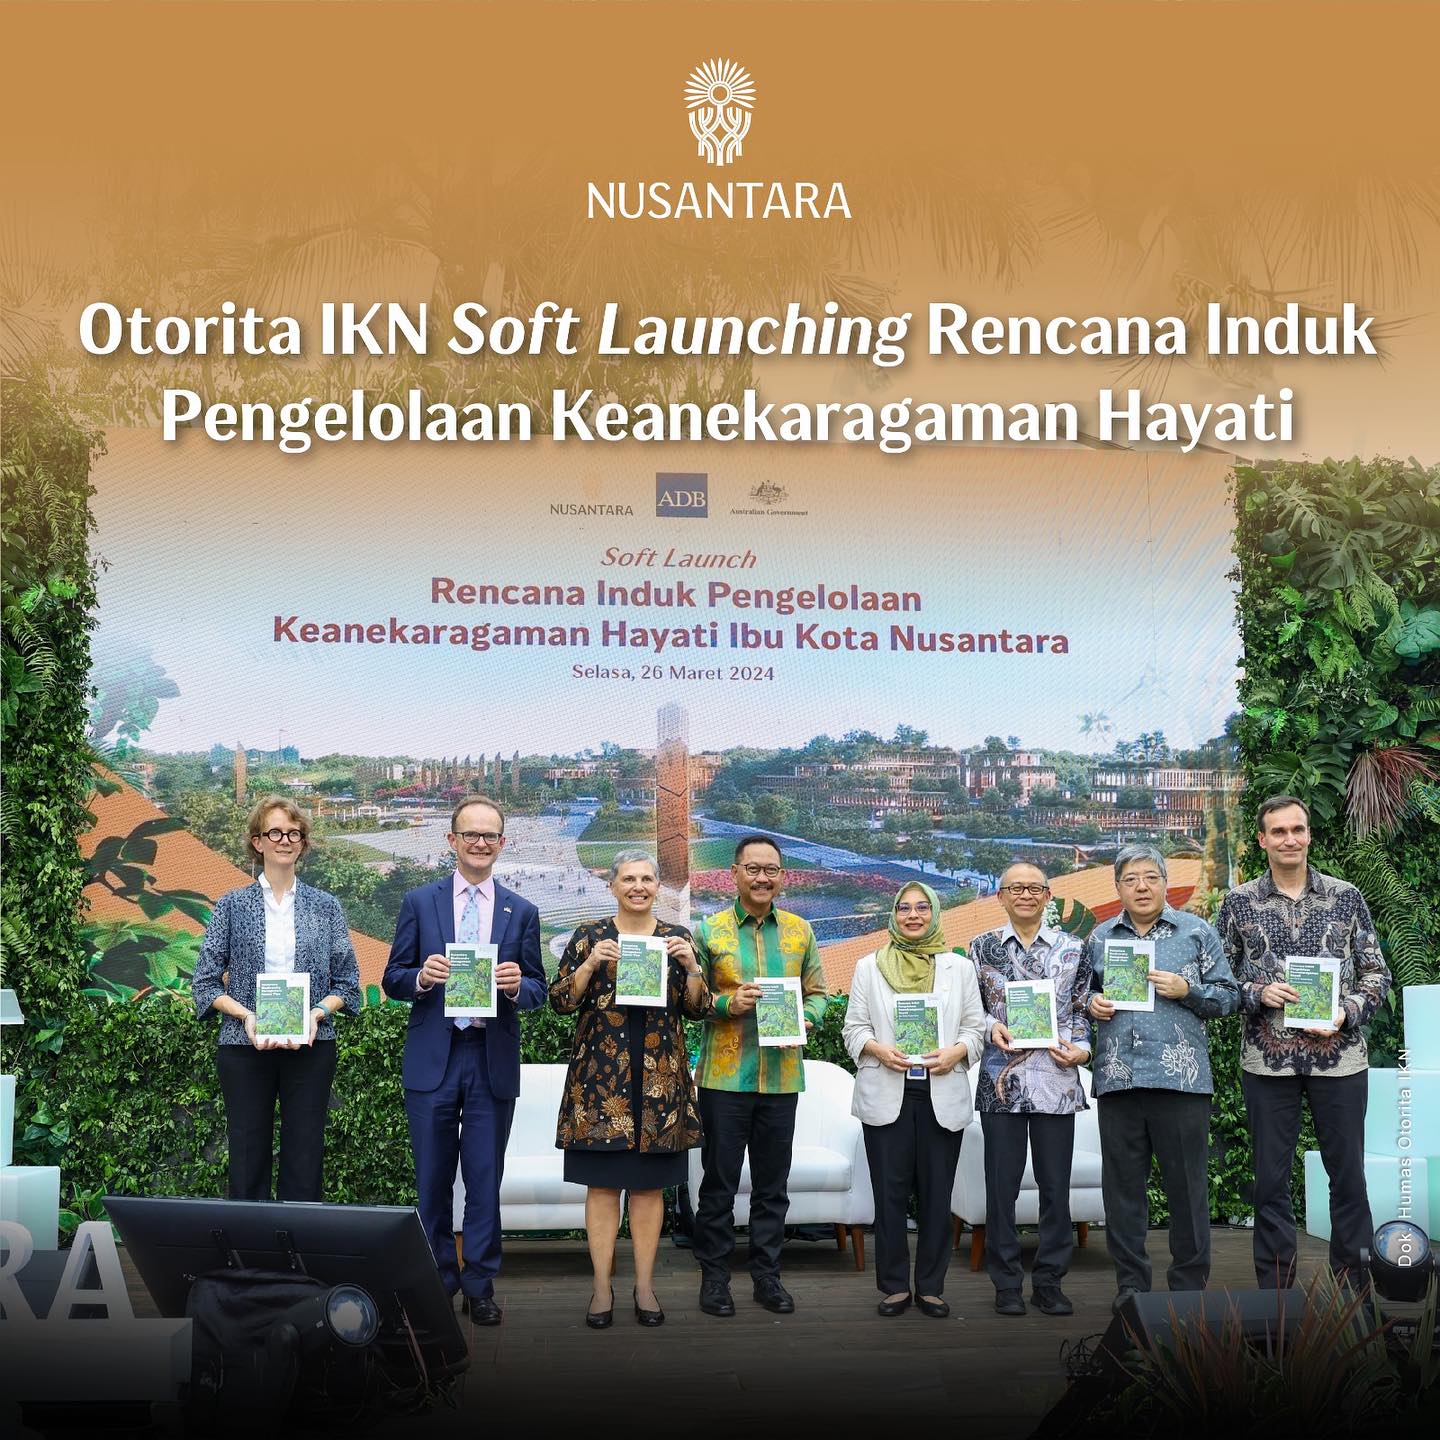 NUSANTARA
Otorita IKN Soft Launching Rencana Induk
Pengelolaan Keanekaragaman Hayati
NUSANTARA
ADB
Australian Government
Soft Launch
Rencana Induk Pengelolaan
Keanekaragaman Hayati Ibu Kota Nusantara
Selasa, 26 Maret 2024
RA
Dok. Humas Otorita IKN